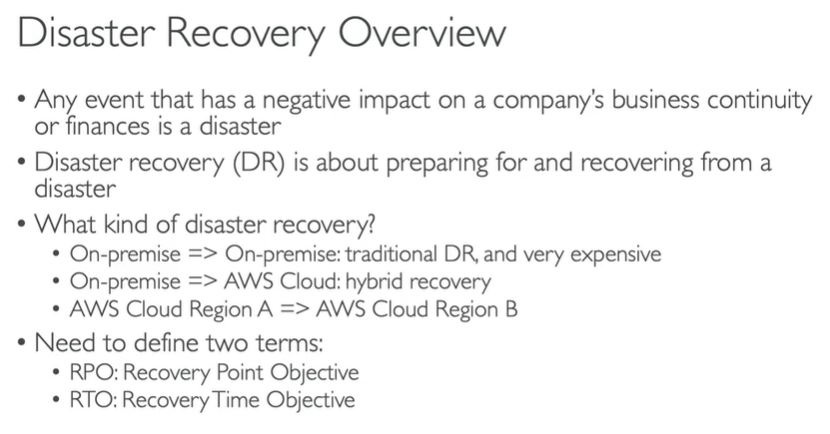 Disaster Recovery Overview
• Any event that has a negative impact on a company's business continuity
or finances is a disaster
• Disaster recovery (DR) is about preparing for and recovering from a
disaster
• What kind of disaster recovery?
• On-premise => On-premise: traditional DR, and very expensive
• On-premise => AWS Cloud: hybrid recovery
• AWS Cloud Region A => AWS Cloud Region B
• Need to define two terms:
• RPO: Recovery Point Objective
• RTO: Recovery Time Objective